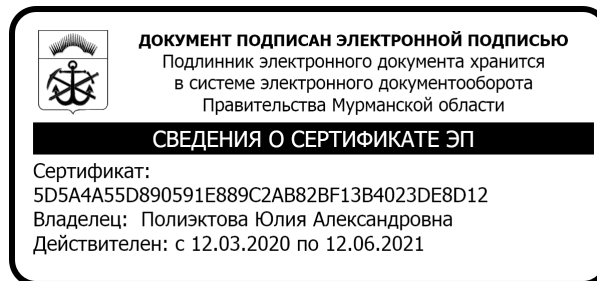 ДОКУМЕНТ ПОДПИСАН ЭЛЕКТРОННОЙ ПОДПИСЬЮ
Подлинник электронного документа хранится
в системе электронного документооборота
Правительства Мурманской области
СВЕДЕНИЯ О СЕРТИФИКАТЕ ЭП
Сертификат:
5D5A4A55D890591E889C2AB82BF13B4023DE8D12
Владелец: Полиэктова Юлия Александровна
Действителен: с 12.03.2020 по 12.06.2021